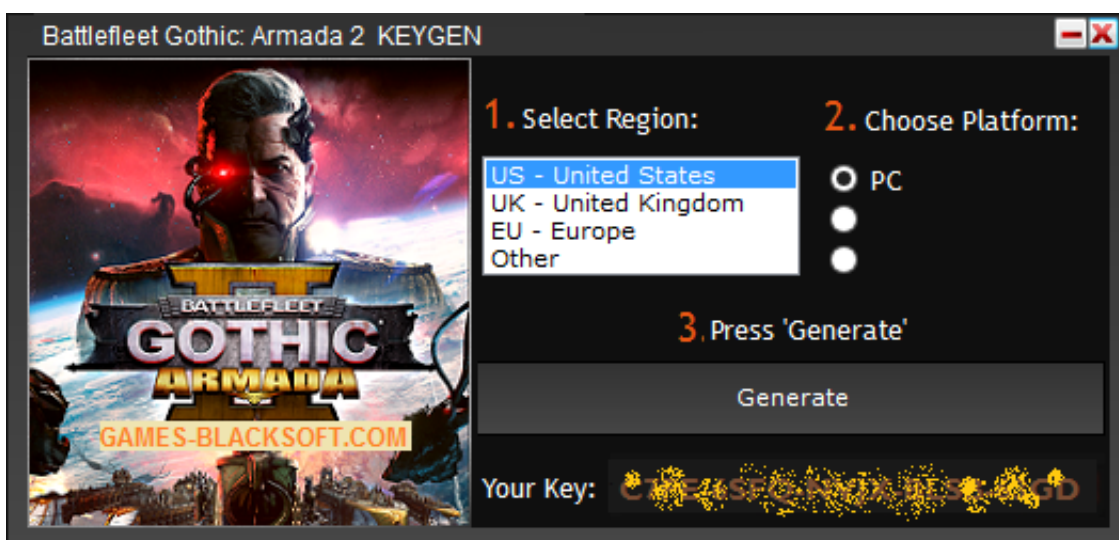 Battlefleet Gothic: Armada 2 KEYGEN
1. Select Region:
US - United States
UK - United Kingdom
EU - Europe
Other
2. Choose Platform:
PC
BATTLEFLEET
GOTHIC
ARMADA
II
GAMES-BLACKSOFT.COM
3. Press 'Generate'
Generate
Your Key: